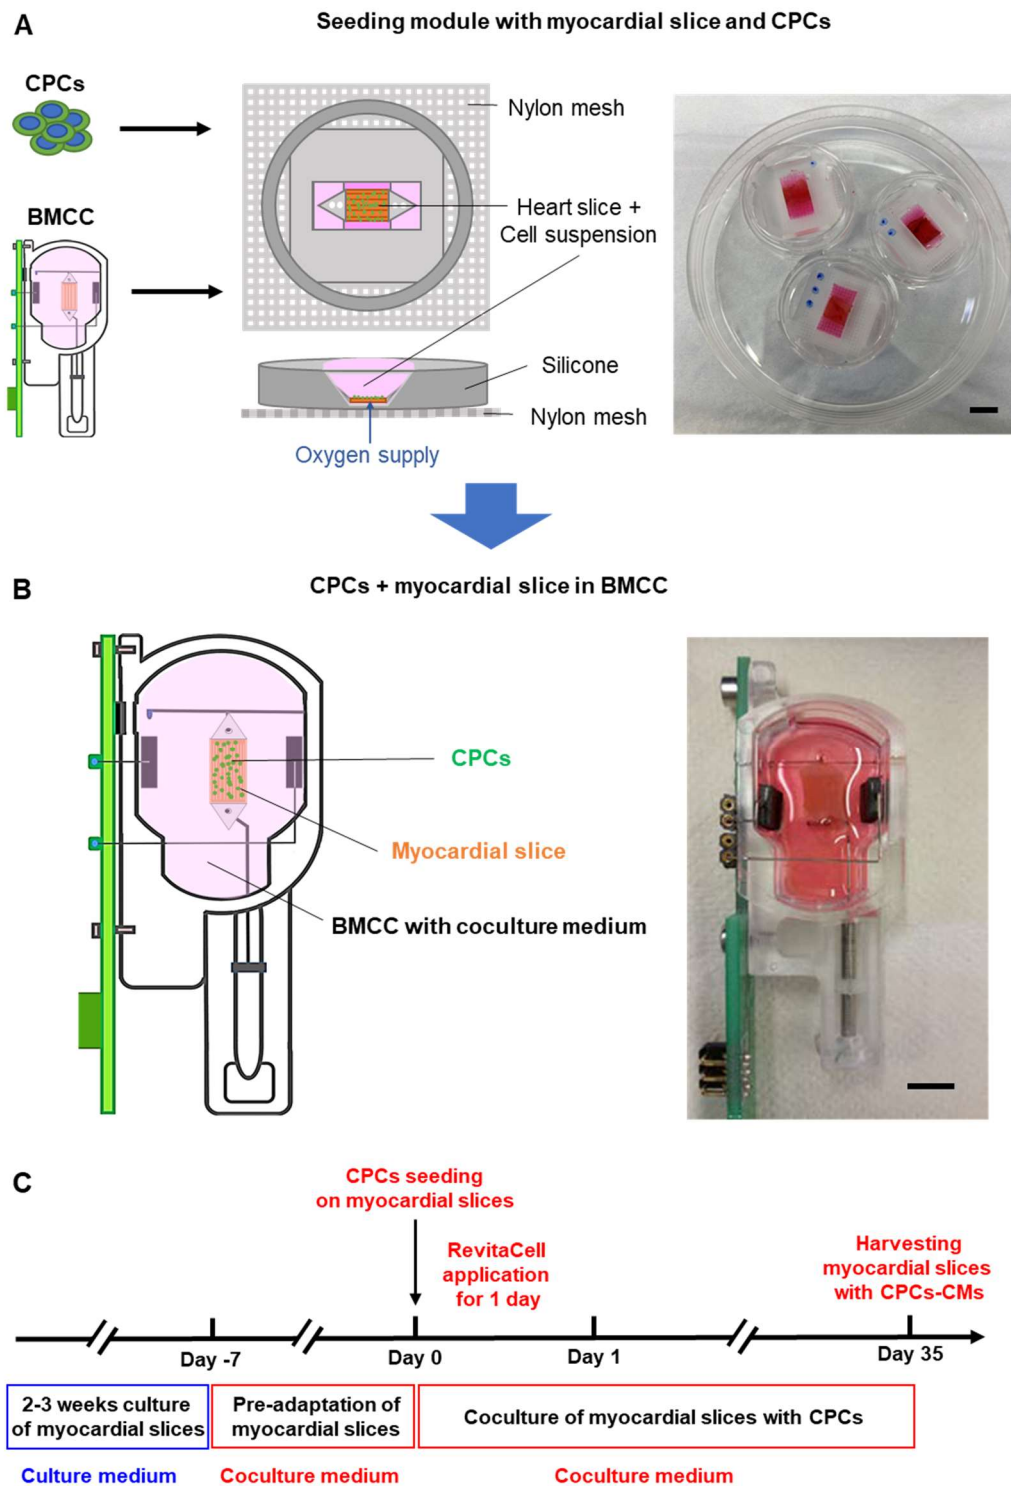 A
Seeding module with myocardial slice and CPCs
CPCs
BMCC
Nylon mesh
Heart slice +
Cell suspension
Silicone
Nylon mesh
Oxygen supply
B
CPCs + myocardial slice in BMCC
CPCs
Myocardial slice
BMCC with coculture medium
C
CPCs seeding
on myocardial slices
RevitaCell
application
for 1 day
Harvesting
myocardial slices
with CPCs-CMs
Day -7
Day 0
Day 1
Day 35
2-3 weeks culture
of myocardial slices
Pre-adaptation of
myocardial slices
Coculture of myocardial slices with CPCs
Culture medium
Coculture medium
Coculture medium